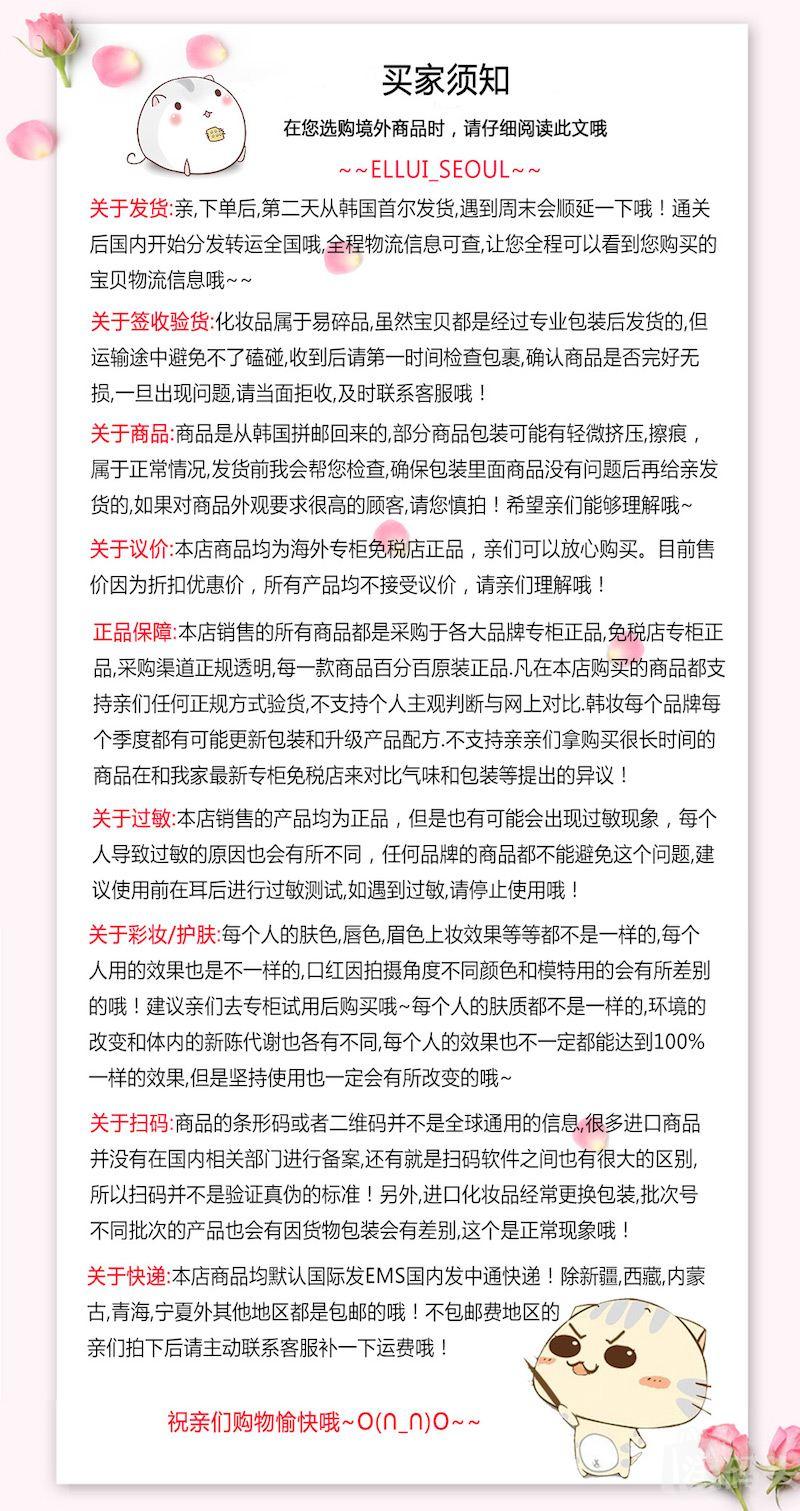 买家须知
在您选购境外商品时，请仔细阅读此文哦
~~ELLUI_SEOUL~~
关于发货:亲,下单后,第二天从韩国首尔发货,遇到周末会顺延一下哦！通关
后国内开始分发转运全国哦,全程物流信息可查,让您全程可以看到您购买的
宝贝物流信息哦~~
关于签收验货:化妆品属于易碎品,虽然宝贝都是经过专业包装后发货的,但
运输途中避免不了磕碰,收到后请第一时间检查包裹,确认商品是否完好无
损,一旦出现问题,请当面拒收,及时联系客服哦！
关于商品:商品是从韩国拼邮回来的,部分商品包装可能有轻微挤压,擦痕，
属于正常情况,发货前我会帮您检查,确保包装里面商品没有问题后再给亲发
货的,如果对商品外观要求很高的顾客,请您慎拍！希望亲们能够理解哦~
关于议价:本店商品均为海外专柜免税店正品，亲们可以放心购买。目前售
价因为折扣优惠价，所有产品均不接受议价，请亲们理解哦！
正品保障:本店销售的所有商品都是采购于各大品牌专柜正品,免税店专柜正
品,采购渠道正规透明,每一款商品百分百原装正品.凡在本店购买的商品都支
持亲们任何正规方式验货,不支持个人主观判断与网上对比.韩妆每个品牌每
个季度都有可能更新包装和升级产品配方.不支持亲亲们拿购买很长时间的
商品在和我家最新专柜免税店来对比气味和包装等提出的异议！
关于过敏:本店销售的产品均为正品，但是也有可能会出现过敏现象，每个
人导致过敏的原因也会有所不同，任何品牌的商品都不能避免这个问题,建
议使用前在耳后进行过敏测试,如遇到过敏,请停止使用哦！
关于彩妆/护肤:每个人的肤色,唇色,眉色上妆效果等等都不是一样的,每个
人用的效果也是不一样的,口红因拍摄角度不同颜色和模特用的会有所差别
的哦！建议亲们去专柜试用后购买哦~每个人的肤质都不是一样的,环境的
改变和体内的新陈代谢也各有不同,每个人的效果也不一定都能达到100%
一样的效果,但是坚持使用也一定会有所改变的哦~
关于扫码:商品的条形码或者二维码并不是全球通用的信息,很多进口商品
并没有在国内相关部门进行备案,还有就是扫码软件之间也有很大的区别,
所以扫码并不是验证真伪的标准！另外,进口化妆品经常更换包装,批次号
不同批次的产品也会有因货物包装会有差别,这个是正常现象哦！
关于快递:本店商品均默认国际发EMS国内发中通快递！除新疆,西藏,内蒙
古,青海,宁夏外其他地区都是包邮的哦！不包邮费地区的
亲们拍下后请主动联系客服补一下运费哦！
祝亲们购物愉快哦~O(∩_∩)O~~